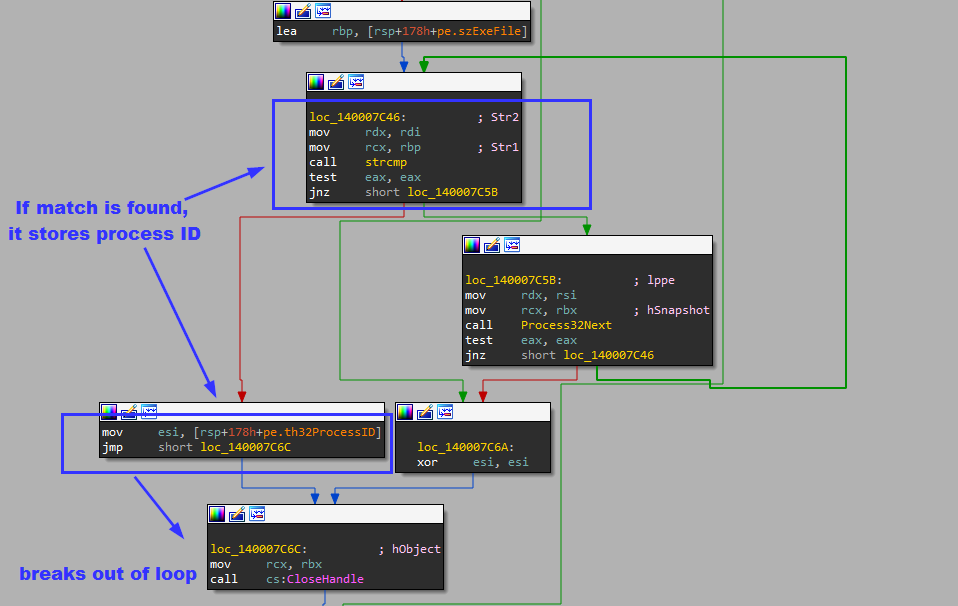 lea rbp, [rsp+178h+pe.szExeFile]
loc_140007C46: ; Str2
mov rdx, rdi
mov rcx, rbp ; Str1
call strcmp
test eax, eax
jnz short loc_140007C5B
If match is found,
it stores process ID
loc_140007C5B: ; lppe
mov rdx, rsi
mov rcx, rbx ; hSnapshot
call Process32Next
test eax, eax
jnz short loc_140007C46
mov esi, [rsp+178h+pe.th32ProcessID]
jmp short loc_140007C6C
loc_140007C6A:
xor esi, esi
loc_140007C6C: ; hObject
mov rcx, rbx
call cs:CloseHandle
breaks out of loop